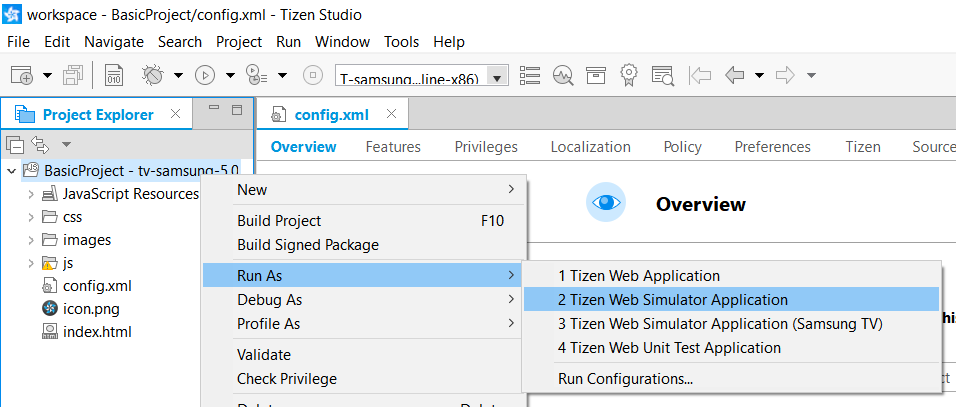 workspace - BasicProject/config.xml - Tizen Studio
File Edit Navigate Search Project Run Window Tools Help
010
T-samsung...line-x86)
Project Explorer
config.xml
Overview Features Privileges Localization Policy Preferences Tizen Source
BasicProject - tv-samsung-5.0
JavaScript Resources
css
images
js
config.xml
icon.png
index.html
Overview
New
Build Project F10
Build Signed Package
Run As
Debug As
Profile As
Validate
Check Privilege
1 Tizen Web Application
2 Tizen Web Simulator Application
3 Tizen Web Simulator Application (Samsung TV)
4 Tizen Web Unit Test Application
Run Configurations...